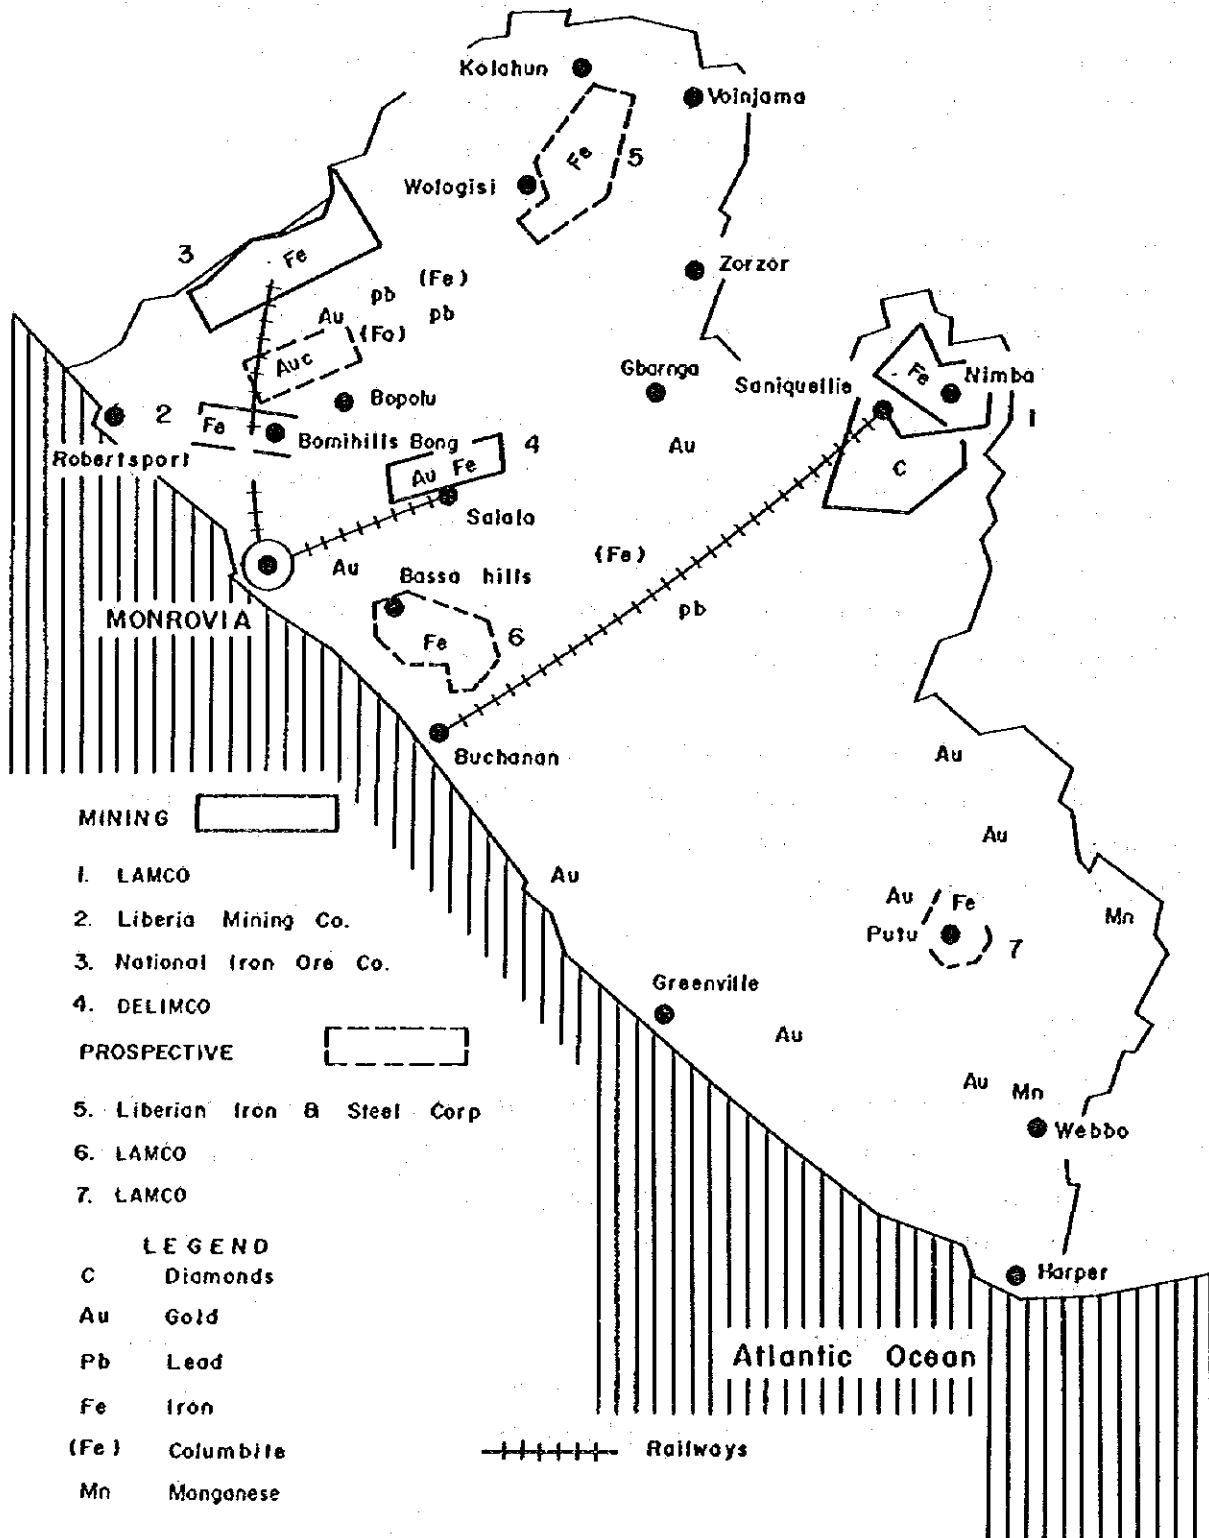 Kolahun
Voinjama
Fe
5
Wologisi
3
Fe
Zorzor
(Fe)
pb
Au
pb
(Fo)
Au c
Gbarnga
Saniquellie
Fe
Nimba
1
Bopolu
2
Fe
Bomihills Bong
4
Robertsport
Au
Au Fe
C
Salala
(Fe)
Au
Bassa hills
pb
MONROVIA
Fe
6
Buchanan
Au
MINING
Au
1. LAMCO
Au
Au
Fe
Mn
2. Liberia Mining Co.
Putu
7
3. National Iron Ore Co.
Greenville
4. DELIMCO
Au
PROSPECTIVE
Au
Mn
5. Liberian Iron & Steel Corp
Webbo
6. LAMCO
7. LAMCO
LEGEND
C Diamonds
Harper
Au Gold
Atlantic Ocean
Pb Lead
Fe Iron
(Fe) Columbite
Railways
Mn Manganese